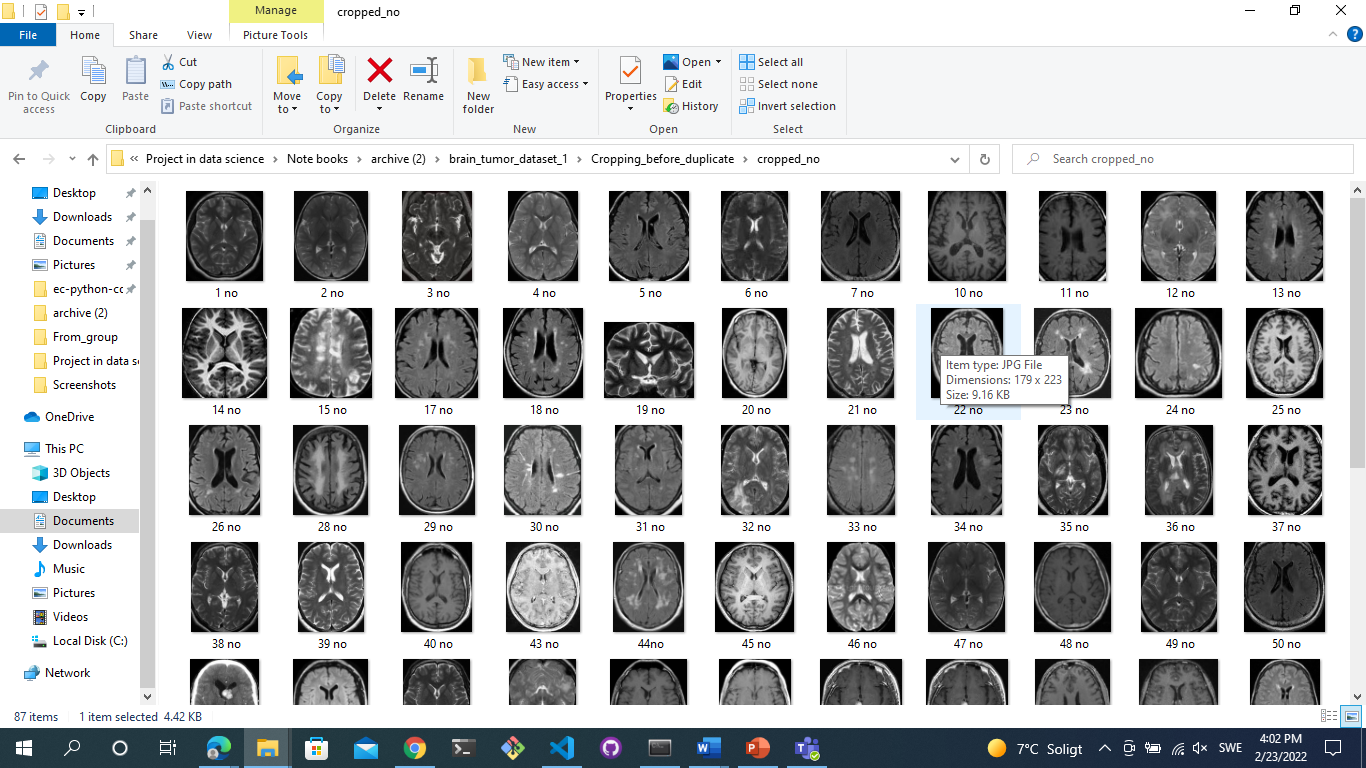 Manage
cropped_no
File
Home
Share
View
Picture Tools
Pin to Quick
access
Copy
Paste
Cut
Copy path
Paste shortcut
Clipboard
Move
to
Copy
to
Delete
Rename
Organize
New
folder
New item
Easy access
New
Properties
Open
Edit
History
Open
Select all
Select none
Invert selection
Select
« Project in data science > Note books > archive (2) > brain_tumor_dataset_1 > Cropping_before_duplicate > cropped_no
Search cropped_no
Desktop
Downloads
Documents
Pictures
ec-python-cc
archive (2)
From_group
Project in data s
Screenshots
OneDrive
This PC
3D Objects
Desktop
Documents
Downloads
Music
Pictures
Videos
Local Disk (C:)
Network
1 no 2 no 3 no 4 no 5 no 6 no 7 no 10 no 11 no 12 no 13 no
14 no 15 no 17 no 18 no 19 no 20 no 21 no 22 no 23 no 24 no 25 no
Item type: JPG File
Dimensions: 179 x 223
Size: 9.16 KB
26 no 28 no 29 no 30 no 31 no 32 no 33 no 34 no 35 no 36 no 37 no
38 no 39 no 40 no 43 no 44no 45 no 46 no 47 no 48 no 49 no 50 no
87 items 1 item selected 4.42 KB
7°C Soligt
SWE
4:02 PM
2/23/2022